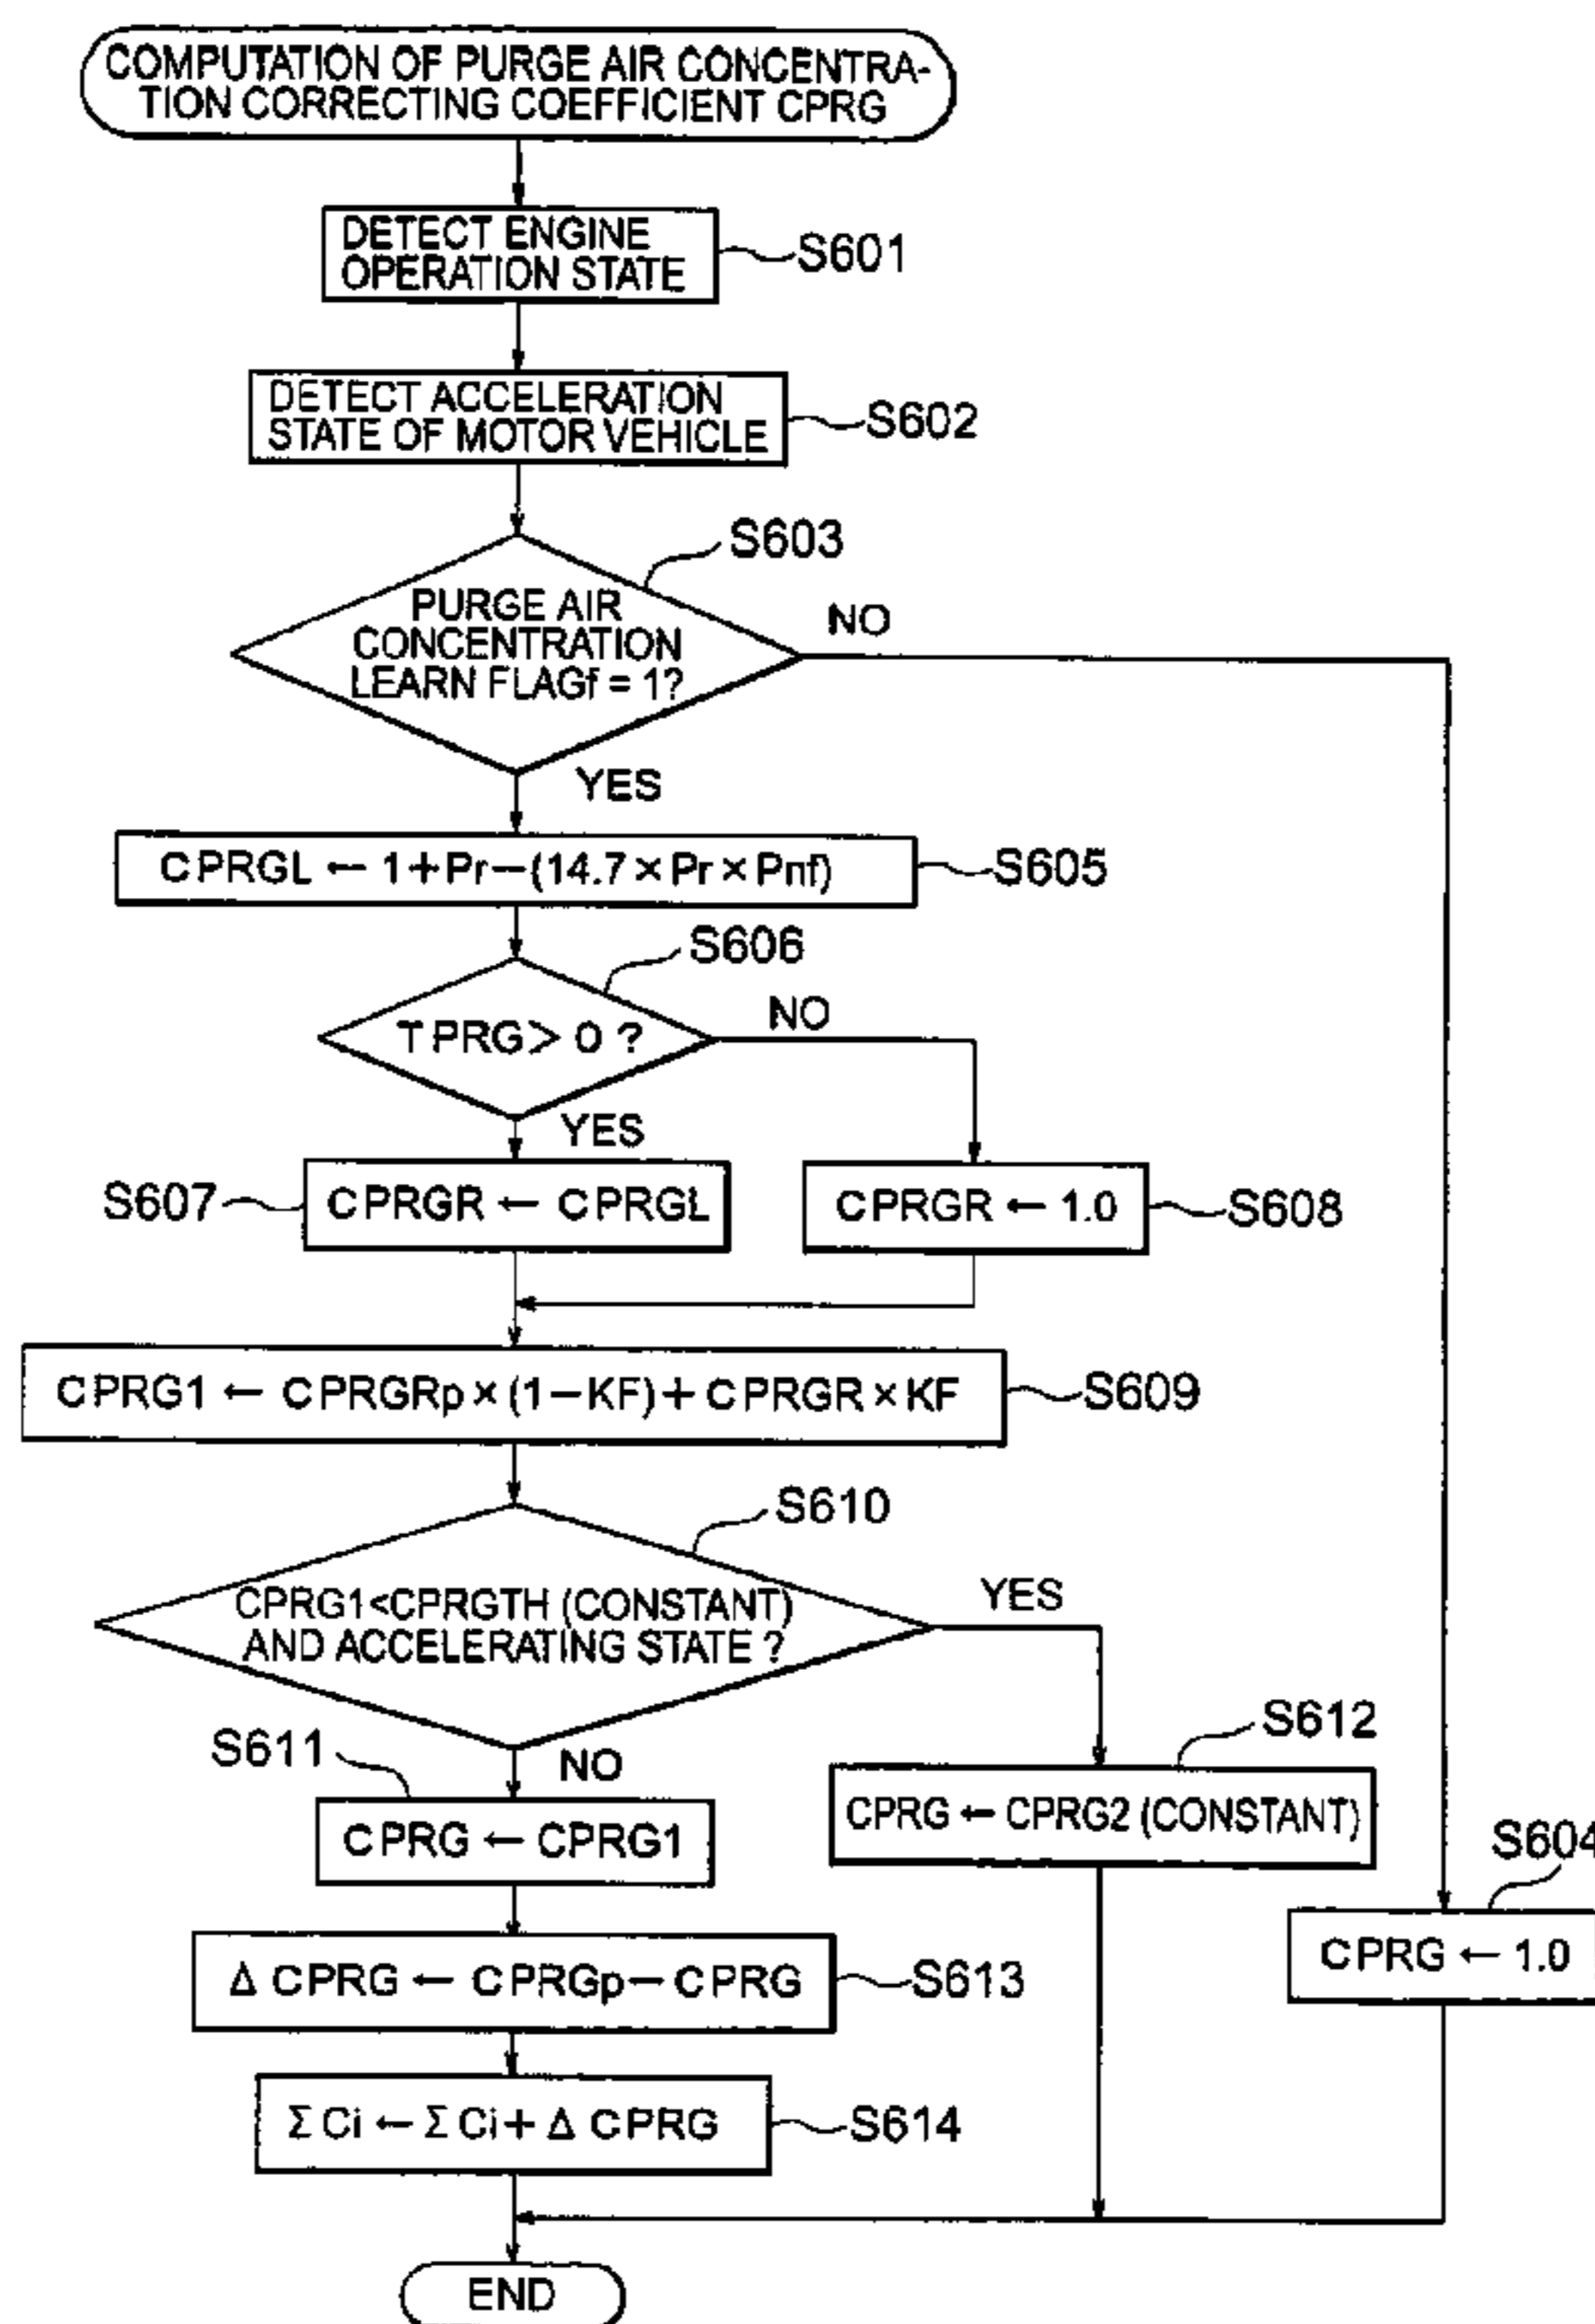 COMPUTATION OF PURGE AIR CONCENTRA-
TION CORRECTING COEFFICIENT CPRG
DETECT ENGINE
OPERATION STATE
S601
DETECT ACCELERATION
STATE OF MOTOR VEHICLE
S602
S603
PURGE AIR
CONCENTRATION
LEARN FLAGf = 1?
NO
YES
CPRGL ← 1+Pr−(14.7 × Pr × Pnf)
S605
S606
TPRG > 0 ?
NO
YES
S607
CPRGR ← CPRGL
CPRGR ← 1.0
S608
CPRG1 ← CPRGRp × (1−KF) + CPRGR × KF
S609
S610
CPRG1<CPRGTH (CONSTANT)
AND ACCELERATING STATE ?
YES
S611
NO
S612
CPRG ← CPRG1
CPRG ← CPRG2 (CONSTANT)
S604
Δ CPRG ← CPRGp − CPRG
S613
CPRG ← 1.0
Σ Ci ← Σ Ci + Δ CPRG
S614
END